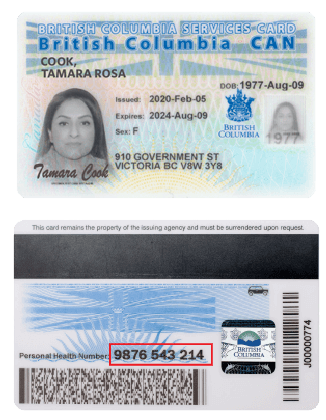 BRITISH COLUMBIA SERVICES CARD
British Columbia CAN
COOK,
TAMARA ROSA
DOB: 1977-Aug-09
Issued: 2020-Feb-05
Expires: 2024-Aug-09
Sex: F
BRITISH
COLUMBIA
1977
910 GOVERNMENT ST
VICTORIA BC V8W 3Y8
Tamara Cook
This card remains the property of the issuing agency and must be surrendered upon request.
BRITISH
COLUMBIA
Personal Health Number: 9876 543 214
J00000774